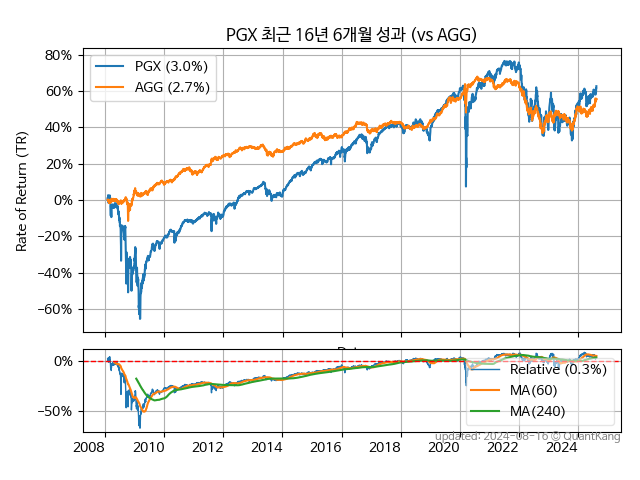 PGX 최근 16년 6개월 성과 (vs AGG)
80%
60%
40%
20%
0%
−20%
−40%
−60%
Rate of Return (TR)
PGX (3.0%)
AGG (2.7%)
0%
−50%
Relative (0.3%)
MA(60)
MA(240)
2008 2010 2012 2014 2016 2018 2020 2022 2024
updated: 2024-08-16 © QuantKang